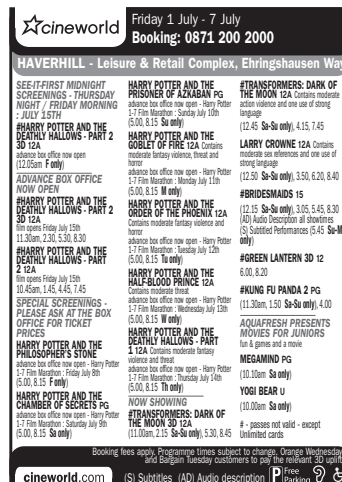 cineworld
Friday 1 July - 7 July
Booking: 0871 200 2000
HAVERHILL - Leisure & Retail Complex, Ehringshausen Way
SEE-IT-FIRST MIDNIGHT
SCREENINGS - THURSDAY
NIGHT / FRIDAY MORNING
: JULY 15TH
#HARRY POTTER AND THE
DEATHLY HALLOWS - PART 2
3D 12A
advance box office now open
(12.05am F only)
ADVANCE BOX OFFICE
NOW OPEN
#HARRY POTTER AND THE
DEATHLY HALLOWS - PART 2
3D 12A
film opens Friday July 15th
11.30am, 2.30, 5.30, 8.30
HARRY POTTER AND THE
DEATHLY HALLOWS - PART
2 12A
film opens Friday July 15th
10.45am, 1.45, 4.45, 7.45
SPECIAL SCREENINGS -
PLEASE ASK AT THE BOX
OFFICE FOR TICKET
PRICES
HARRY POTTER AND THE
PHILOSOPHER'S STONE
advance box office now open - Harry Potter
1-7 Film Marathon : Friday July 8th
(5.00, 8.15 F only)
HARRY POTTER AND THE
CHAMBER OF SECRETS PG
advance box office now open - Harry Potter
1-7 Film Marathon : Saturday July 9th
(5.00, 8.15 Sa only)
HARRY POTTER AND THE
PRISONER OF AZKABAN PG
advance box office now open - Harry Potter
1-7 Film Marathon : Sunday July 10th
(5.00, 8.15 Su only)
HARRY POTTER AND THE
GOBLET OF FIRE 12A Contains
moderate fantasy violence, threat and
horror
advance box office now open - Harry Potter
1-7 Film Marathon : Monday July 11th
(5.00, 8.15 M only)
HARRY POTTER AND THE
ORDER OF THE PHOENIX 12A
Contains moderate fantasy violence and
horror
advance box office now open - Harry Potter
1-7 Film Marathon : Tuesday July 12th
(5.00, 8.15 Tu only)
HARRY POTTER AND THE
HALF-BLOOD PRINCE 12A
Contains moderate threat
advance box office now open - Harry Potter
1-7 Film Marathon : Wednesday July 13th
(5.00, 8.15 W only)
HARRY POTTER AND THE
DEATHLY HALLOWS - PART
1 12A Contains moderate fantasy
violence and threat
advance box office now open - Harry Potter
1-7 Film Marathon : Thursday July 14th
(5.00, 8.15 Th only)
NOW SHOWING
#TRANSFORMERS: DARK OF
THE MOON 3D 12A
(11.00am, 2.15 Sa-Su only), 5.30, 8.45
#TRANSFORMERS: DARK OF
THE MOON 12A Contains moderate
action violence and one use of strong
language
(12.45 Sa-Su only), 4.15, 7.45
LARRY CROWNE 12A Contains
moderate sex references and one use of
strong language
(12.50 Sa-Su only), 3.50, 6.20, 8.40
#BRIDESMAIDS 15
(12.15 Sa-Su only), 3.05, 5.45, 8.30
(AD) Audio Description all showtimes
(S) Subtitled Performances (5.45 Su-M
only)
#GREEN LANTERN 3D 12
6.00, 8.20
#KUNG FU PANDA 2 PG
(11.30am, 1.50 Sa-Su only), 4.00
AQUAFRESH PRESENTS
MOVIES FOR JUNIORS
fun & games and a movie
MEGAMIND PG
(10.10am Sa only)
YOGI BEAR U
(10.00am Sa only)
# - passes not valid - except
Unlimited cards
Booking fees apply. Programme times subject to change. Orange Wednesday
and Bargain Tuesday customers to pay the relevant 3D uplift
cineworld.com
(S) Subtitles (AD) Audio description P Free
Parking